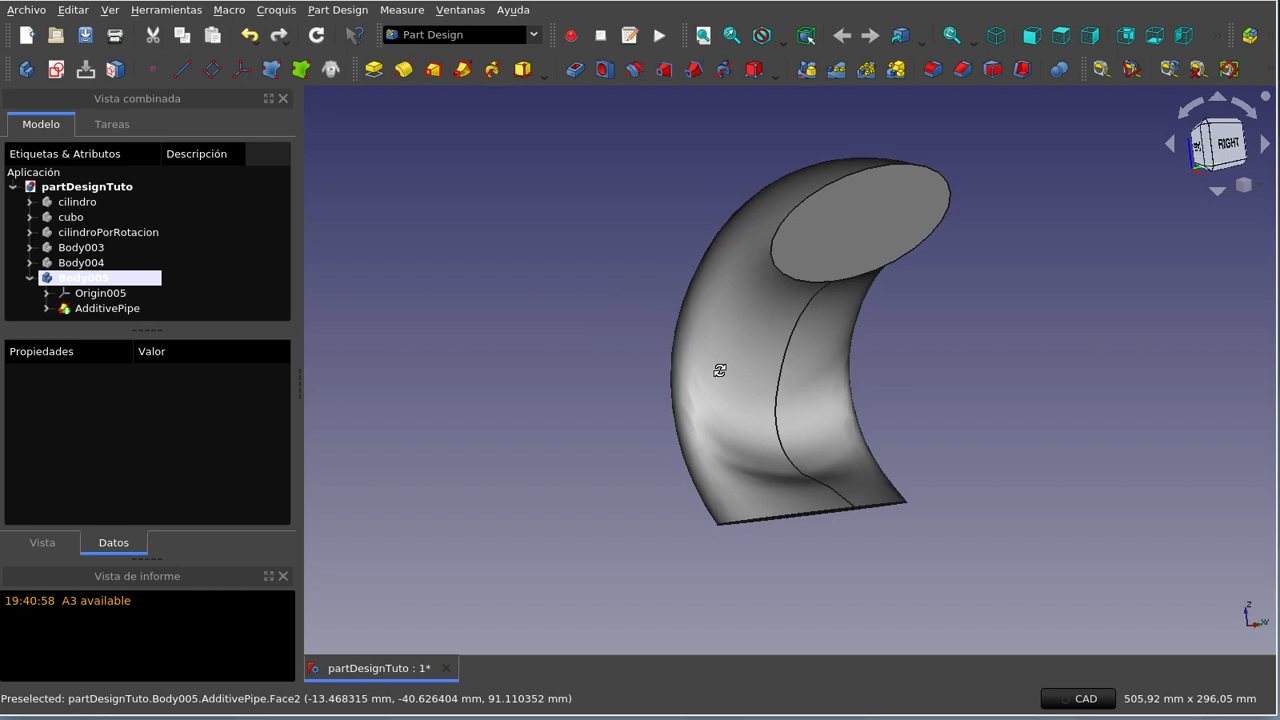 Archivo Editar Ver Herramientas Macro Croquis Part Design Measure Ventanas Ayuda
Part Design
Vista combinada
Modelo Tareas
Etiquetas & Atributos Descripción
Aplicación
partDesignTuto
cilindro
cubo
cilindroPorRotacion
Body003
Body004
Body005
Origin005
AdditivePipe
Propiedades Valor
Vista Datos
Vista de informe
19:40:58 A3 available
RIGHT
Z
partDesignTuto : 1*
Preselected: partDesignTuto.Body005.AdditivePipe.Face2 (-13.468315 mm, -40.626404 mm, 91.110352 mm)
CAD 505,92 mm x 296,05 mm